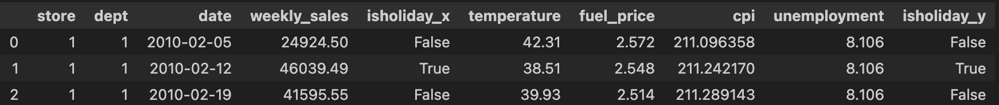 store dept date weekly_sales isholiday_x temperature fuel_price cpi unemployment isholiday_y
0 1 1 2010-02-05 24924.50 False 42.31 2.572 211.096358 8.106 False
1 1 1 2010-02-12 46039.49 True 38.51 2.548 211.242170 8.106 True
2 1 1 2010-02-19 41595.55 False 39.93 2.514 211.289143 8.106 False